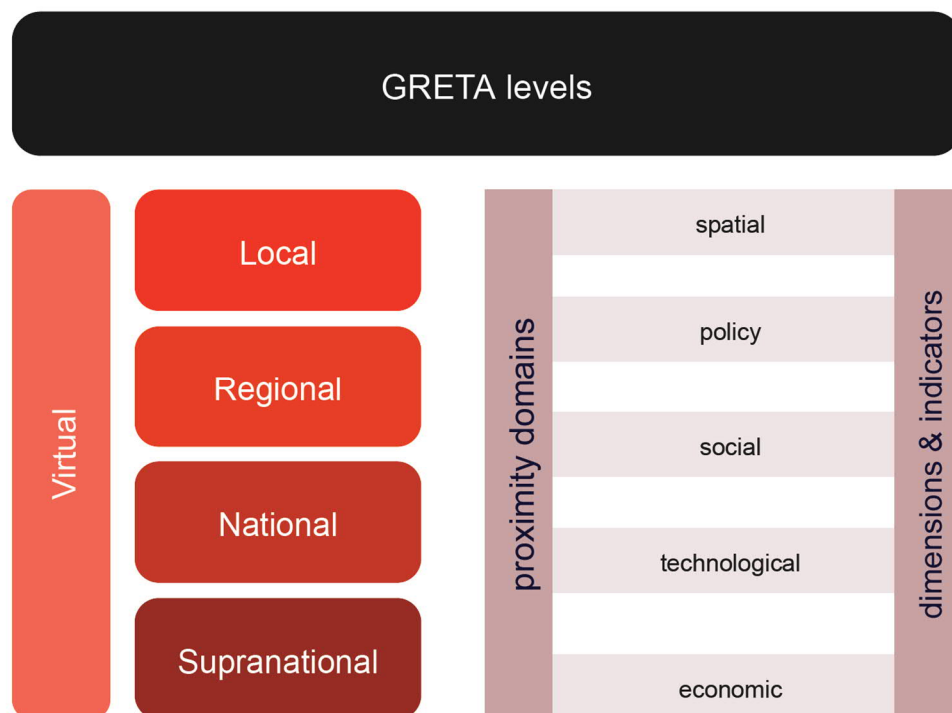 GRETA levels
Virtual
Local
Regional
National
Supranational
proximity domains
spatial
policy
social
technological
economic
dimensions & indicators